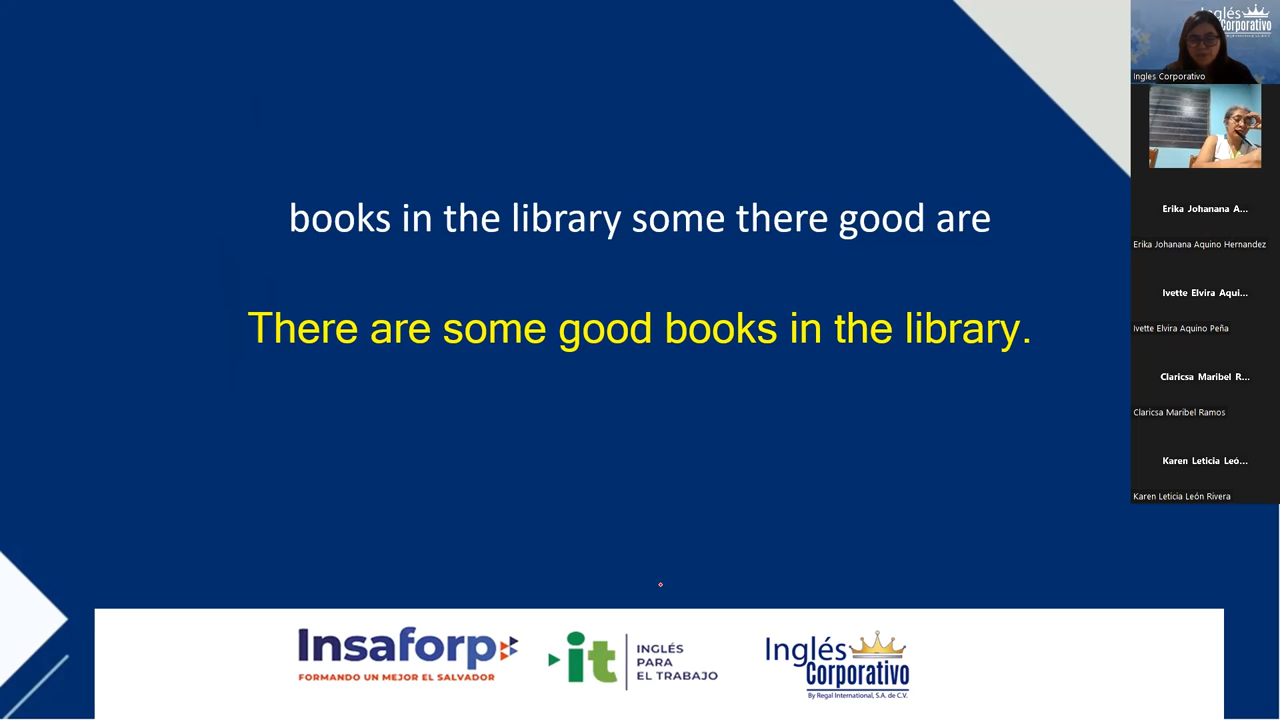 books in the library some there good are
There are some good books in the library.
Insaforp
FORMANDO UN MEJOR EL SALVADOR
it
INGLÉS
PARA
EL TRABAJO
Inglés
Corporativo
By Regal International, S.A. de C.V.
Inglés
Corporativo
Ingles Corporativo
Erika Johanana A...
Erika Johanana Aquino Hernandez
Ivette Elvira Aqui...
Ivette Elvira Aquino Peña
Claricsa Maribel R...
Claricsa Maribel Ramos
Karen Leticia Leó...
Karen Leticia León Rivera